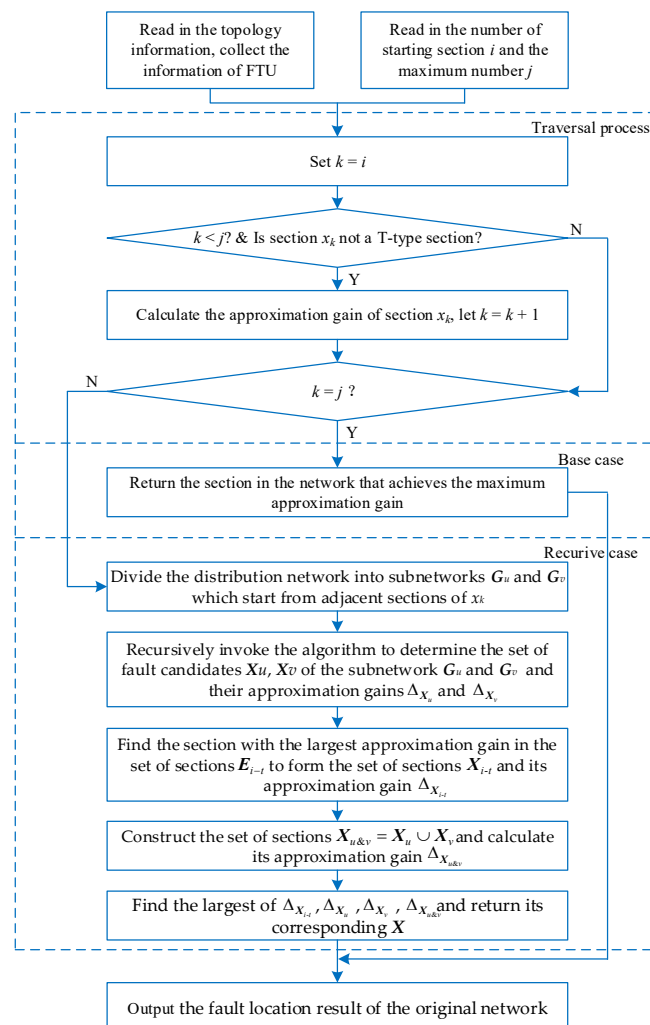 Read in the topology
information, collect the
information of FTU
Read in the number of
starting section i and the
maximum number j
Traversal process
Set k = i
k < j? & Is section xk not a T-type section?
N
Y
Calculate the approximation gain of section xk, let k = k + 1
N
k = j ?
Y
Base case
Return the section in the network that achieves the maximum
approximation gain
Recurive case
Divide the distribution network into subnetworks Gu and Gv
which start from adjacent sections of xk
Recursively invoke the algorithm to determine the set of
fault candidates Xu, Xv of the subnetwork Gu and Gv and
their approximation gains ΔXu and ΔXv
Find the section with the largest approximation gain in the
set of sections Ei−t to form the set of sections Xi-t and its
approximation gain ΔXi-t
Construct the set of sections Xu&v = Xu ∪ Xv and calculate
its approximation gain ΔXu&v
Find the largest of ΔXi-t , ΔXu , ΔXv , ΔXu&v and return its
corresponding X
Output the fault location result of the original network